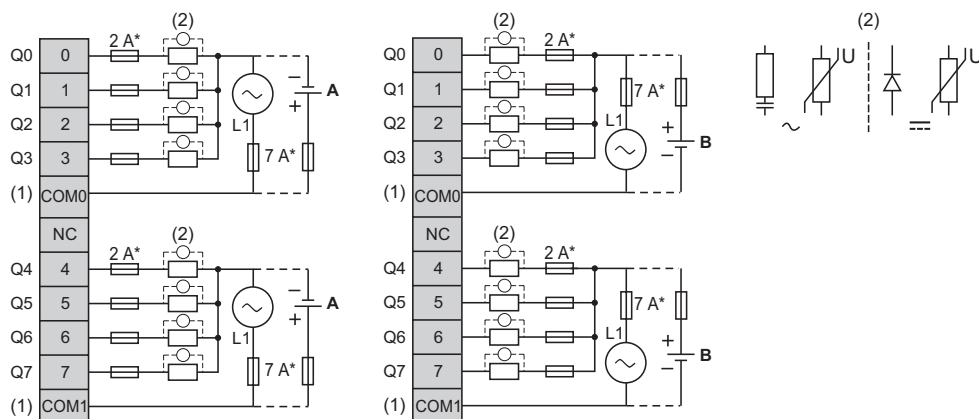 (2)
Q0 0 2 A*
Q1 1 A
Q2 2 L1
Q3 3 7 A*
(1) COM0
NC
(2)
Q4 4 2 A*
Q5 5 A
Q6 6 L1
Q7 7 7 A*
(1) COM1
(2)
Q0 0 2 A*
Q1 1 7 A*
Q2 2 L1
Q3 3 B
(1) COM0
NC
(2)
Q4 4 2 A*
Q5 5 7 A*
Q6 6 L1
Q7 7 B
(1) COM1
(2)
U U